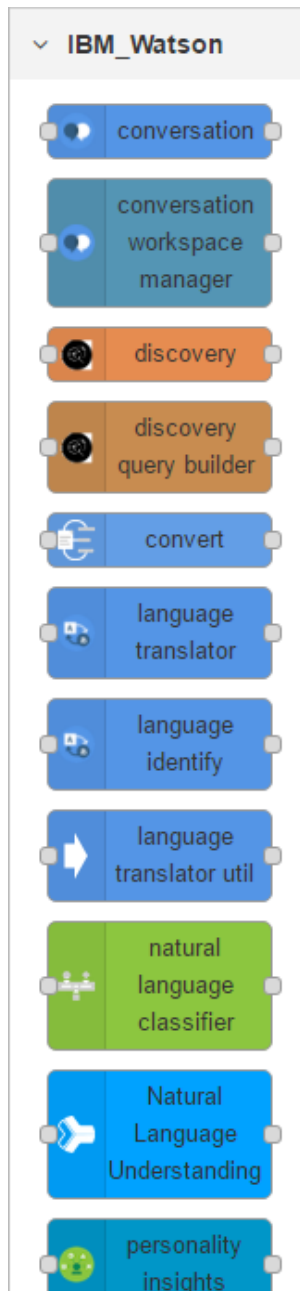 IBM_Watson
conversation
conversation
workspace
manager
discovery
discovery
query builder
convert
language
translator
language
identify
language
translator util
natural
language
classifier
Natural
Language
Understanding
personality
insights